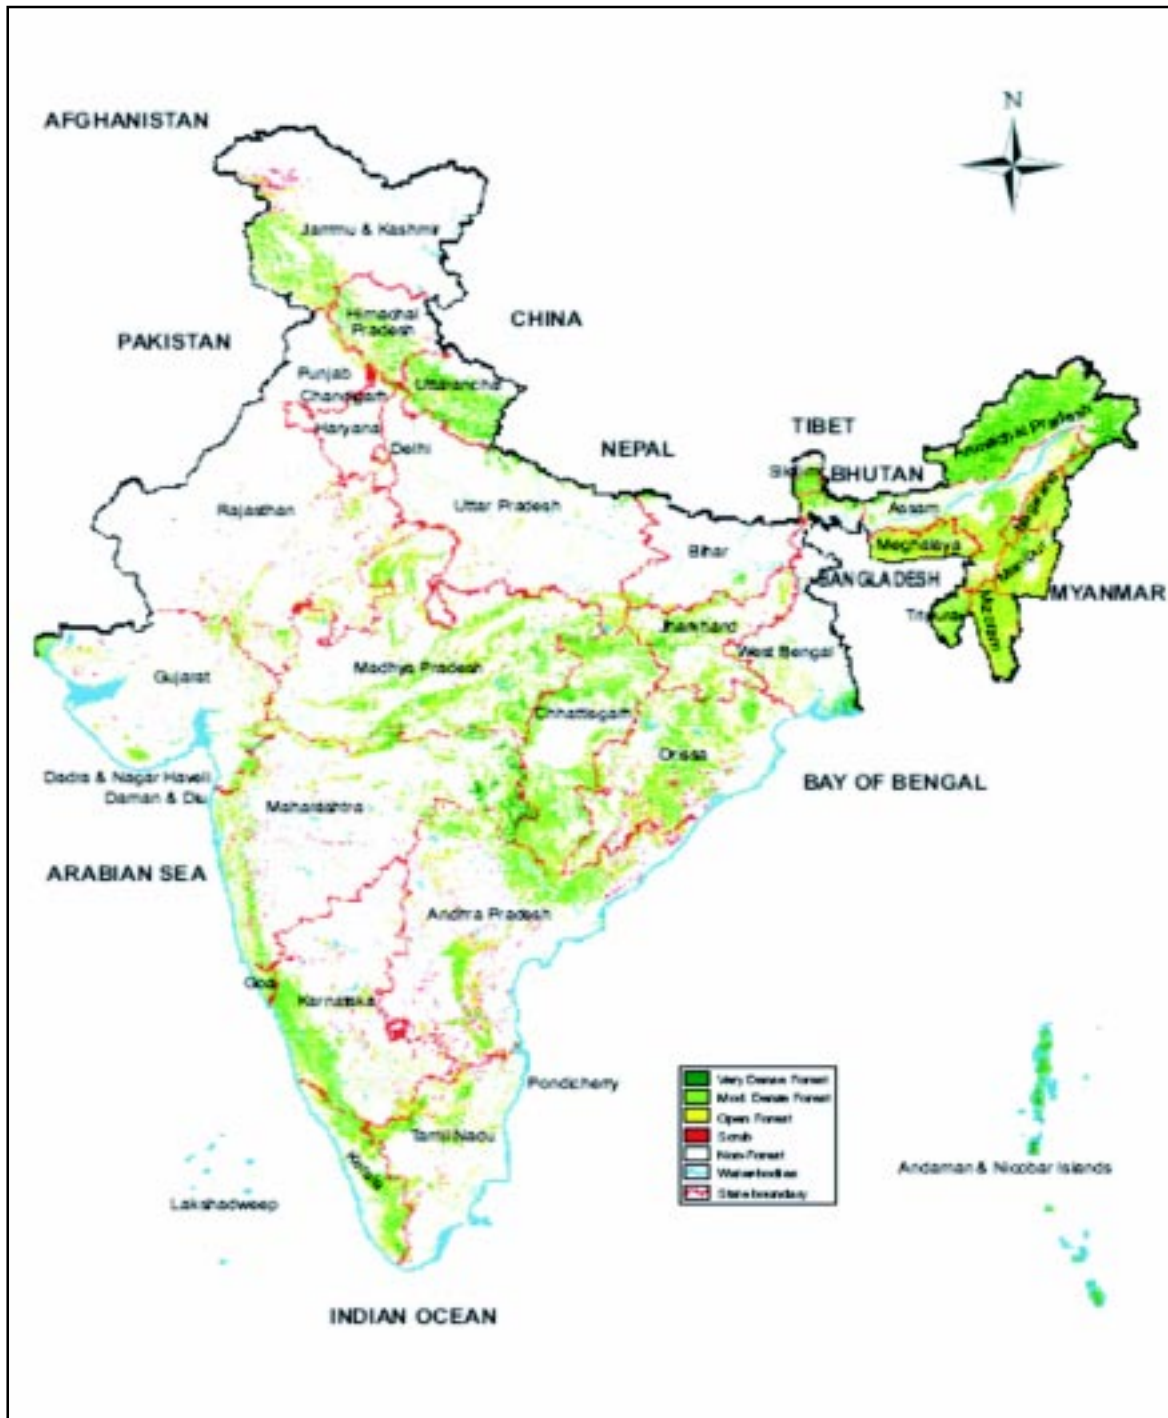 N
AFGHANISTAN
Jammu & Kashmir
CHINA
Himachal
Pradesh
PAKISTAN
Punjab
Chandigarh
Uttaranchal
Haryana
Delhi
TIBET
NEPAL
Arunachal Pradesh
BHUTAN
Rajasthan
Uttar Pradesh
Assam
Bihar
Meghalaya
Manipur
BANGLADESH
MYANMAR
Tripura
Mizoram
Jharkhand
West Bengal
Gujarat
Madhya Pradesh
Chhattisgarh
Orissa
Dadra & Nagar Haveli
Daman & Diu
BAY OF BENGAL
Maharashtra
ARABIAN SEA
Andhra Pradesh
Goa
Karnataka
Pondicherry
Very Dense Forest
Mod. Dense Forest
Open Forest
Scrub
Non-Forest
Waterbodies
State boundary
Tamil Nadu
Kerala
Andaman & Nicobar Islands
Lakshadweep
INDIAN OCEAN